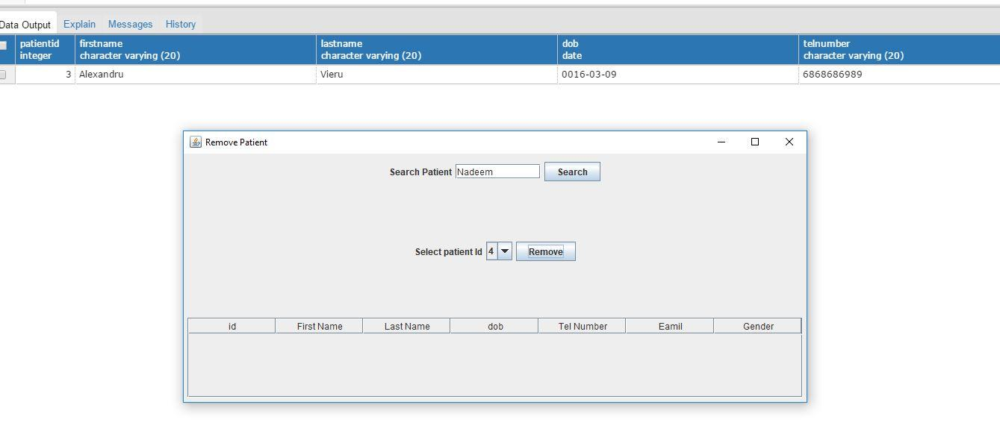 Data Output Explain Messages History
patientid firstname lastname dob telnumber
integer character varying (20) character varying (20) date character varying (20)
3 Alexandru Vieru 0016-03-09 6868686989
Remove Patient
Search Patient Nadeem Search
Select patient Id 4 Remove
id First Name Last Name dob Tel Number Eamil Gender